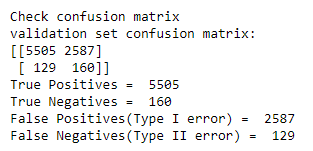 Check confusion matrix
validation set confusion matrix:
[[5505 2587]
 [ 129  160]]
True Positives =  5505
True Negatives =  160
False Positives(Type I error) =  2587
False Negatives(Type II error) =  129